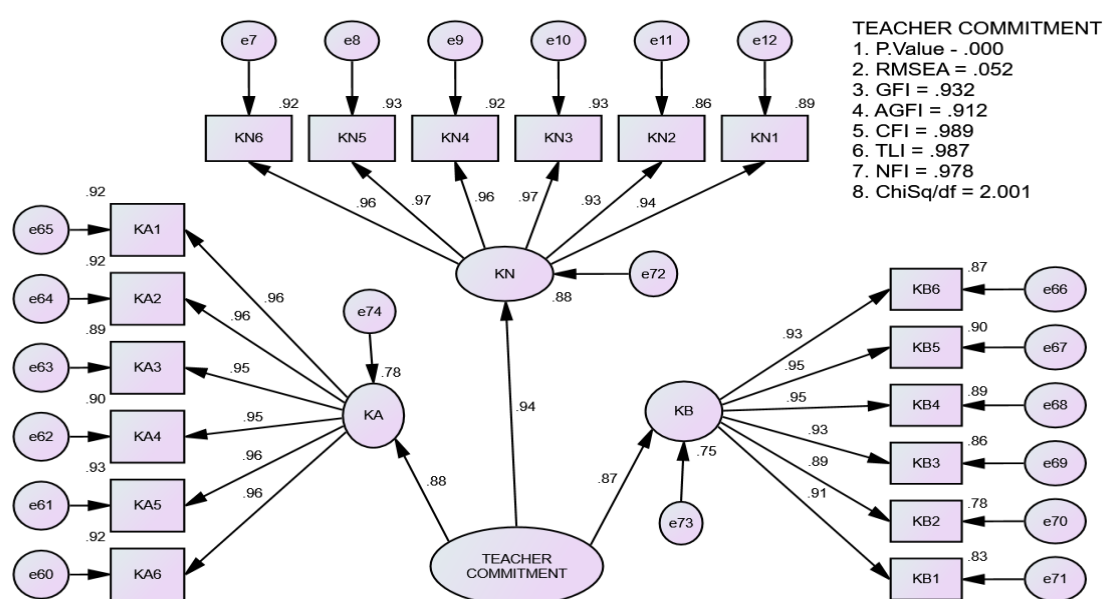 e7 e8 e9 e10 e11 e12
TEACHER COMMITMENT
1. P.Value - .000
2. RMSEA = .052
3. GFI = .932
4. AGFI = .912
5. CFI = .989
6. TLI = .987
7. NFI = .978
8. ChiSq/df = 2.001
.92 .93 .92 .93 .86 .89
KN6 KN5 KN4 KN3 KN2 KN1
.96 .97 .96 .97 .93 .94
KN
.88
e72
.92
e65 KA1
.92
e64 KA2
.89
e63 KA3
.90
e62 KA4
.93
e61 KA5
.92
e60 KA6
.96
.96
.95
.95
.96
.96
e74
.78
KA
.88
.94
.87
KB
.75
e73
TEACHER
COMMITMENT
.93
.95
.95
.93
.89
.91
.87
KB6 e66
.90
KB5 e67
.89
KB4 e68
.86
KB3 e69
.78
KB2 e70
.83
KB1 e71